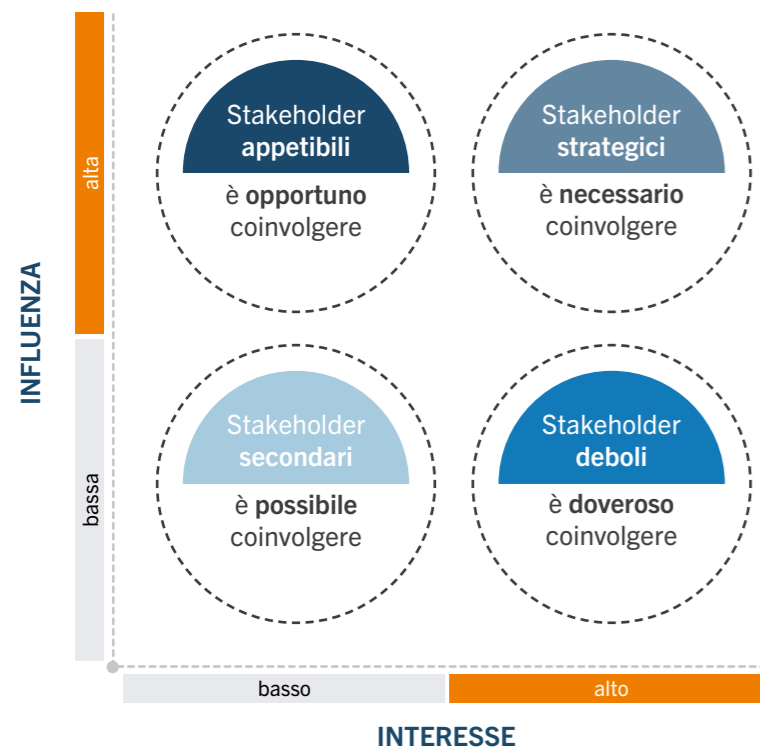 INFLUENZA
alta
bassa
Stakeholder
appetibili
è opportuno
coinvolgere
Stakeholder
strategici
è necessario
coinvolgere
Stakeholder
secondari
è possibile
coinvolgere
Stakeholder
deboli
è doveroso
coinvolgere
basso
alto
INTERESSE